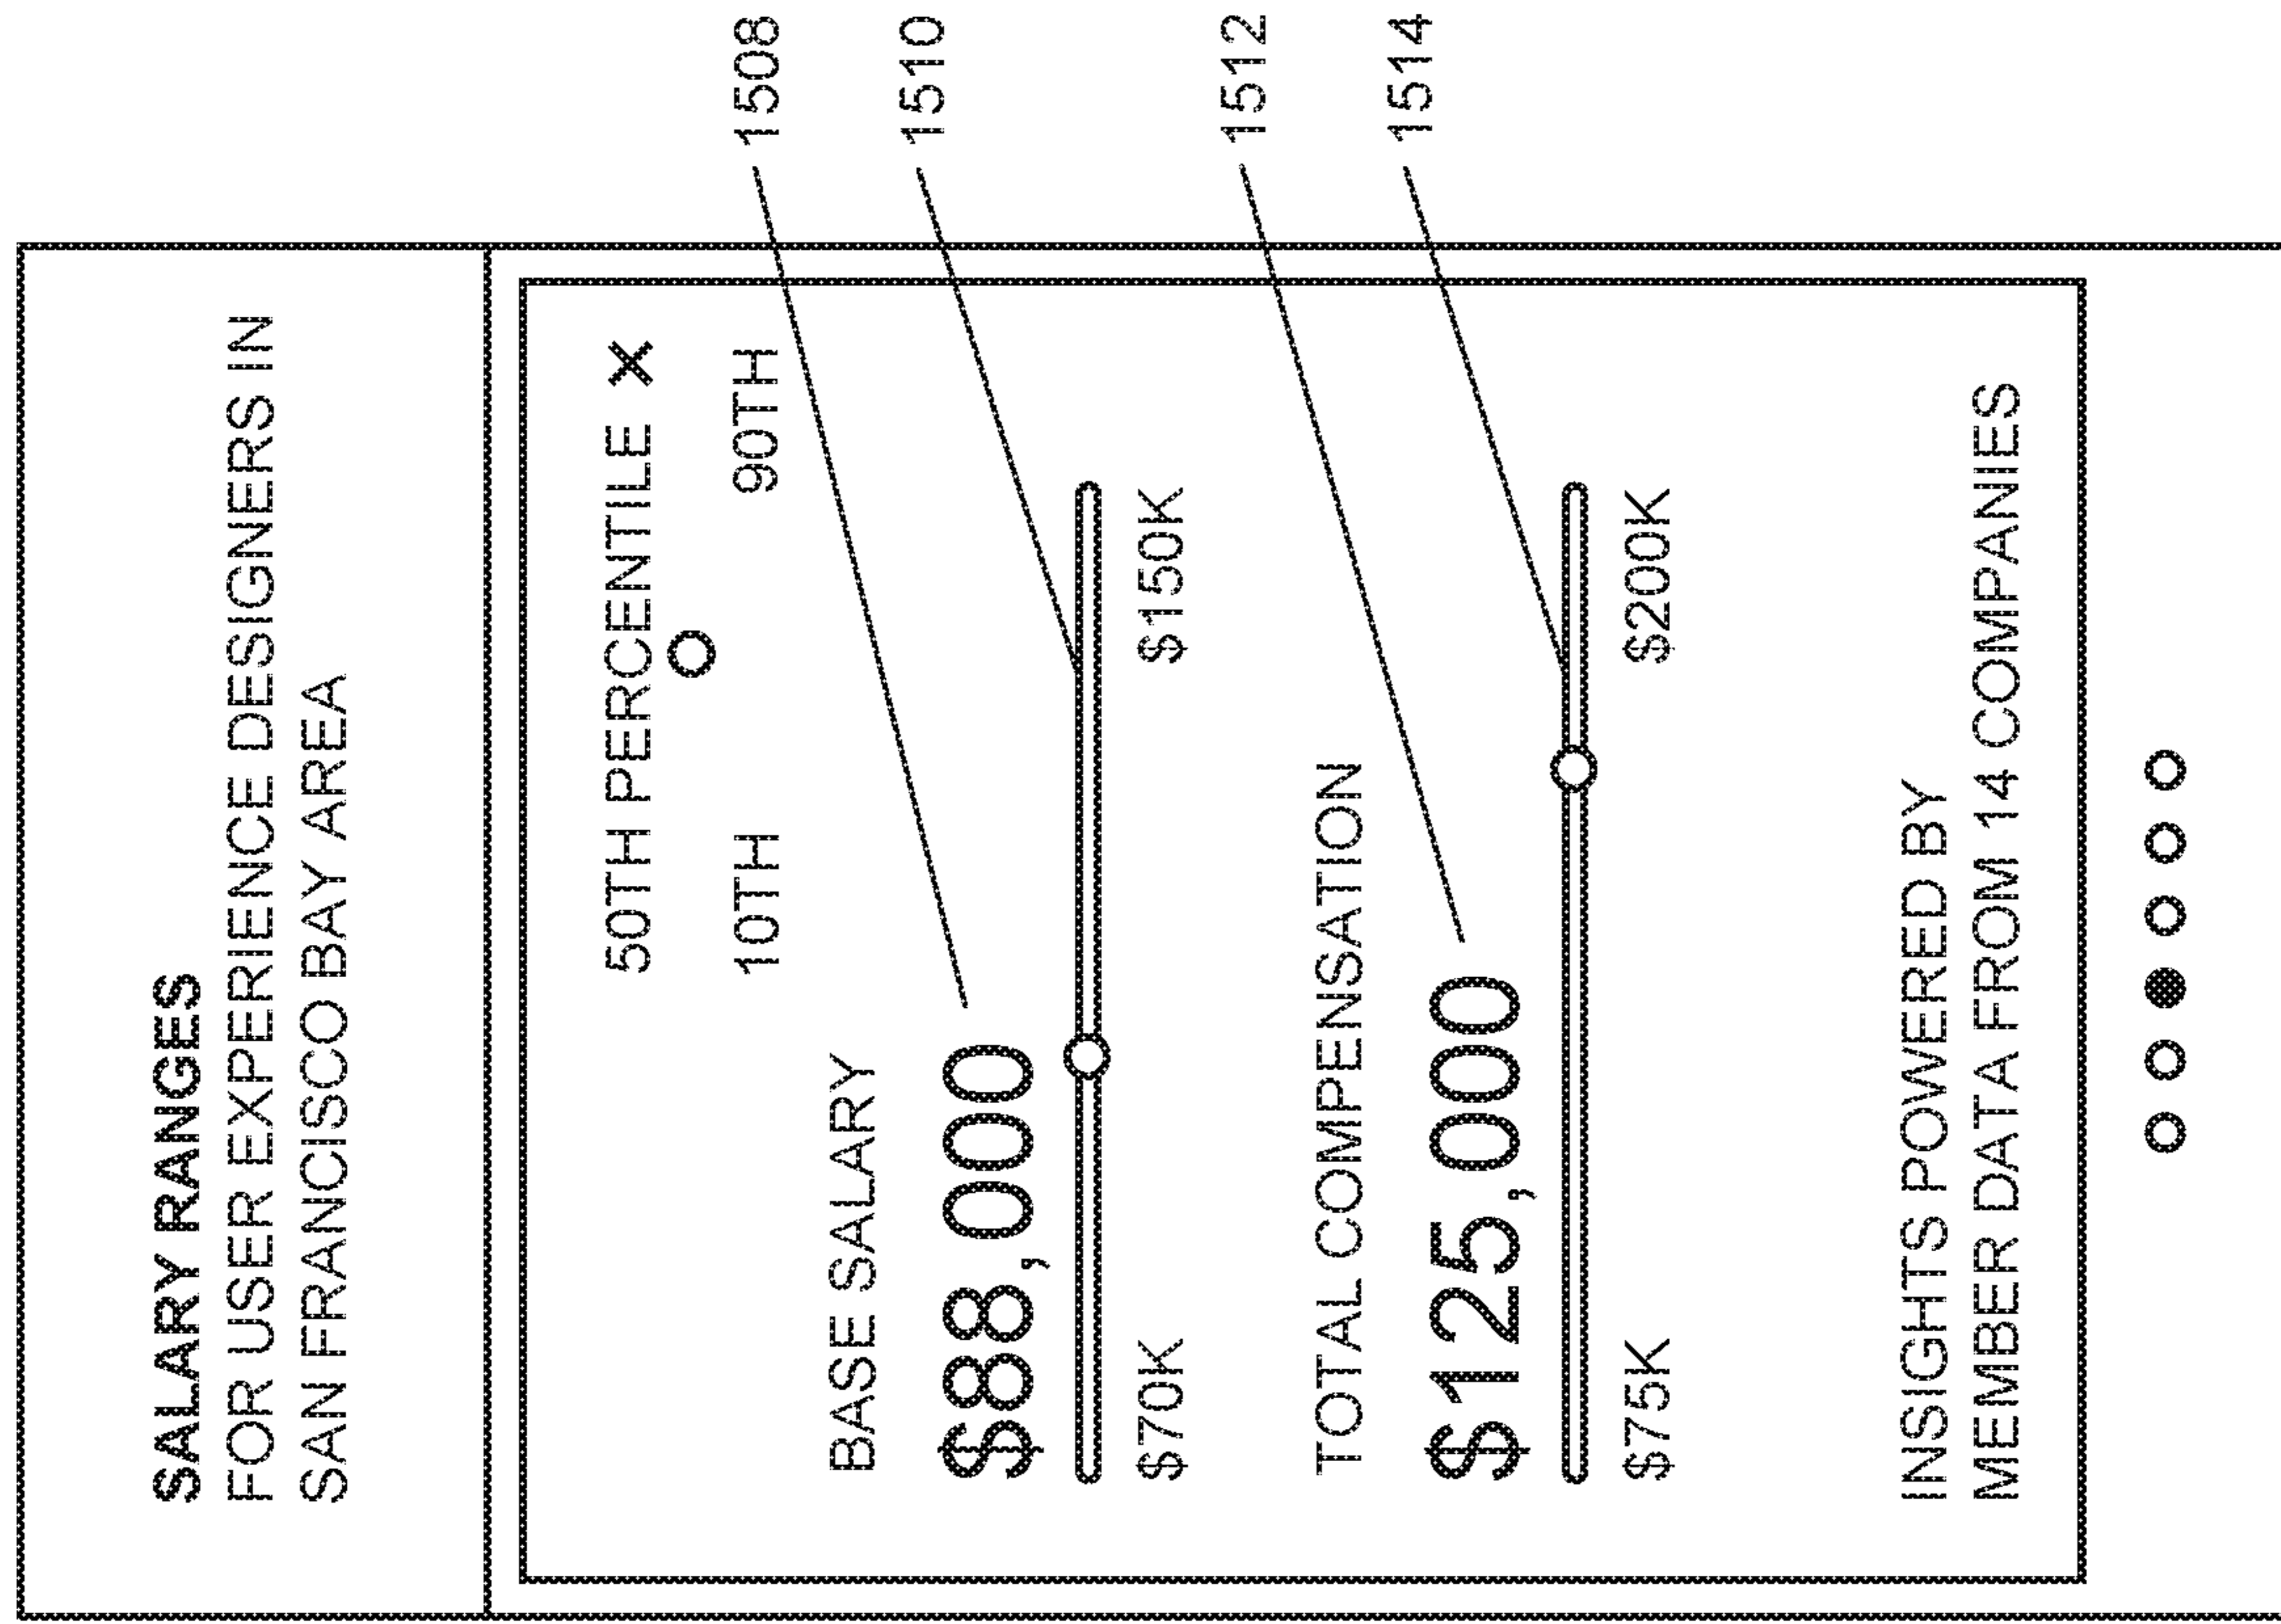 SALARY RANGES
FOR USER EXPERIENCE DESIGNERS IN
SAN FRANCISCO BAY AREA
50TH PERCENTILE X
10TH 90TH
BASE SALARY
$88,000
$70K $150K
TOTAL COMPENSATION
$125,000
$75K $200K
INSIGHTS POWERED BY
MEMBER DATA FROM 14 COMPANIES
1508
1510
1512
1514